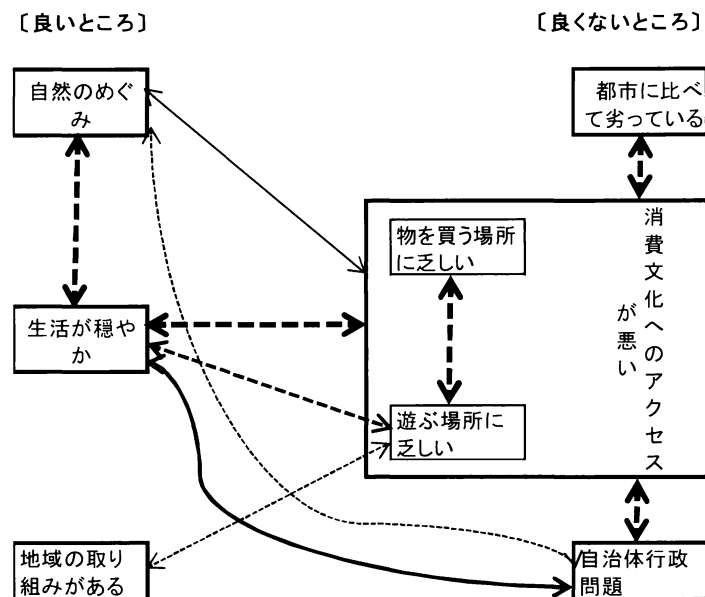 〔良いところ〕
〔良くないところ〕
自然のめぐ
み
都市に比べ
て劣っている
物を買う場所
に乏しい
消費文化へのアクセス
が悪い
生活が穏や
か
遊ぶ場所に
乏しい
地域の取り
組みがある
自治体行政
問題